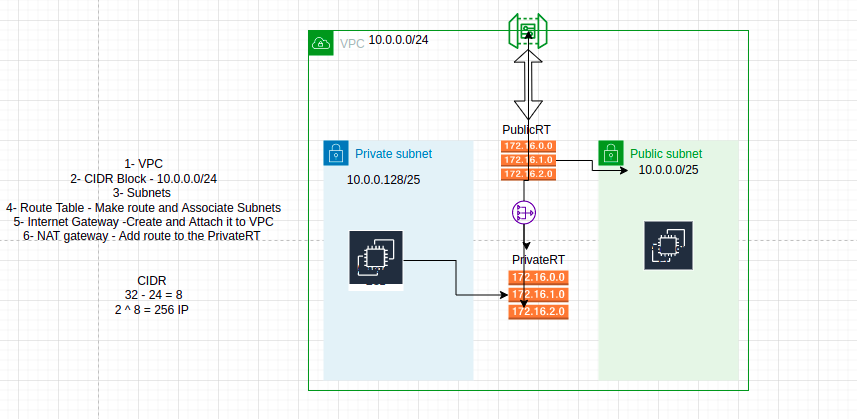 VPC 10.0.0.0/24
PublicRT
172.16.0.0
172.16.1.0
172.16.2.0
Private subnet
10.0.0.128/25
Public subnet
10.0.0.0/25
1- VPC
2- CIDR Block - 10.0.0.0/24
3- Subnets
4- Route Table - Make route and Associate Subnets
5- Internet Gateway -Create and Attach it to VPC
6- NAT gateway - Add route to the PrivateRT
PrivateRT
172.16.0.0
172.16.1.0
172.16.2.0
CIDR
32 - 24 = 8
2 ^ 8 = 256 IP